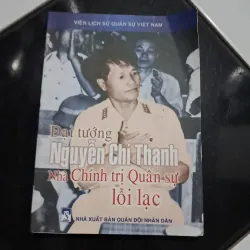 VIỆN LỊCH SỬ QUÂN SỰ VIỆT NAM
Đại tướng
Nguyễn Chí Thanh
Nhà Chính trị Quân sự
lỗi lạc
NHÀ XUẤT BẢN QUÂN ĐỘI NHÂN DÂN